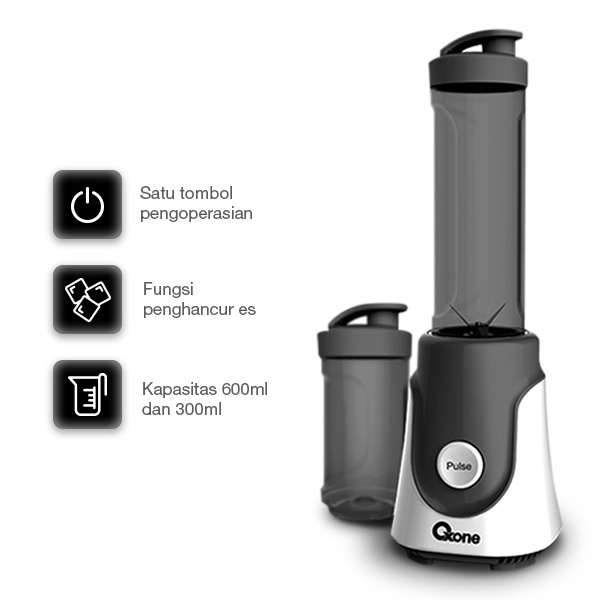 Satu tombol
pengoperasian
Fungsi
penghancur es
Kapasitas 600ml
dan 300ml
Pulse
Oxone